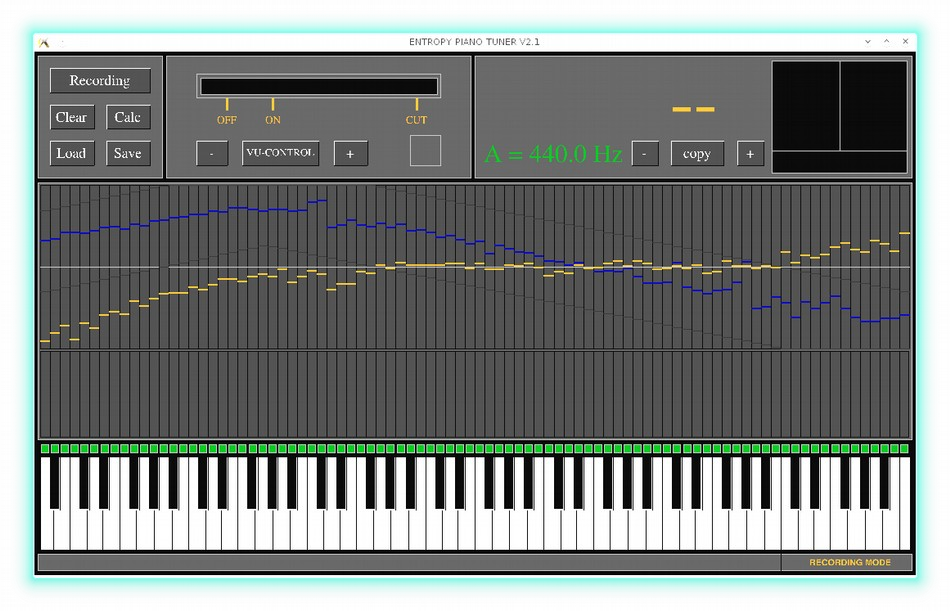 ENTROPY PIANO TUNER V2.1
Recording
Clear Calc
Load Save
OFF ON CUT
- VU-CONTROL +
A = 440.0 Hz - copy +
RECORDING MODE